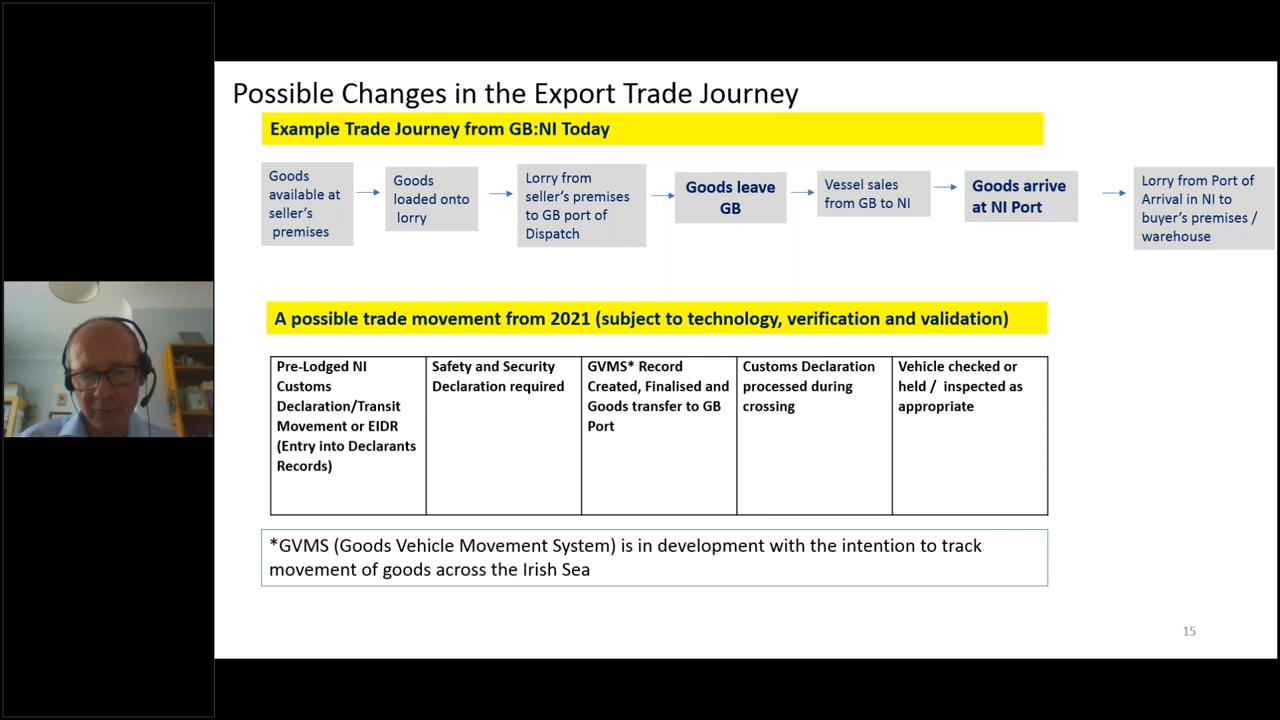 Possible Changes in the Export Trade Journey
Example Trade Journey from GB:NI Today
Goods
available at
seller's
premises
Goods
loaded onto
lorry
Lorry from
seller's premises
to GB port of
Dispatch
Goods leave
GB
Vessel sales
from GB to NI
Goods arrive
at NI Port
Lorry from Port of
Arrival in NI to
buyer's premises /
warehouse
A possible trade movement from 2021 (subject to technology, verification and validation)
Pre-Lodged NI
Customs
Declaration/Transit
Movement or EIDR
(Entry into Declarants
Records)
Safety and Security
Declaration required
GVMS* Record
Created, Finalised and
Goods transfer to GB
Port
Customs Declaration
processed during
crossing
Vehicle checked or
held / inspected as
appropriate
*GVMS (Goods Vehicle Movement System) is in development with the intention to track
movement of goods across the Irish Sea
15